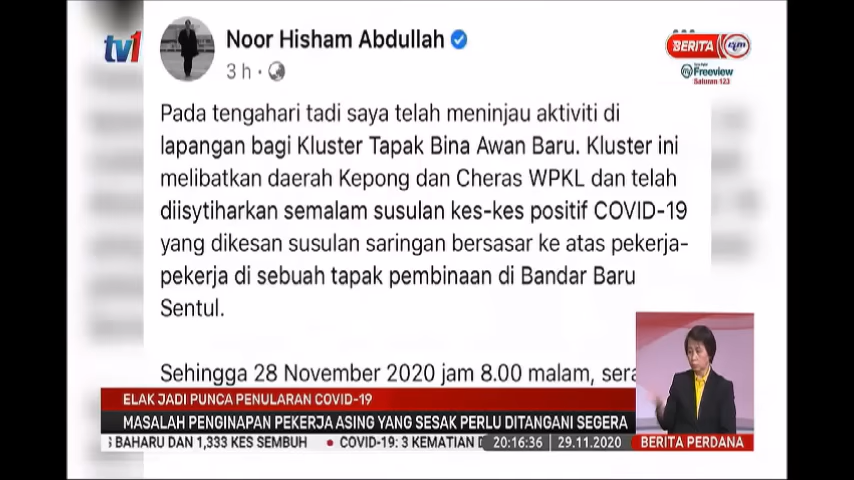 tv1
Noor Hisham Abdullah
3 h
BERITA rtm
myFreeview
Saluran 123
Pada tengahari tadi saya telah meninjau aktiviti di
lapangan bagi Kluster Tapak Bina Awan Baru. Kluster ini
melibatkan daerah Kepong dan Cheras WPKL dan telah
diisytiharkan semalam susulan kes-kes positif COVID-19
yang dikesan susulan saringan bersasar ke atas pekerja-
pekerja di sebuah tapak pembinaan di Bandar Baru
Sentul.
Sehingga 28 November 2020 jam 8.00 malam,
ELAK JADI PUNCA PENULARAN COVID-19
MASALAH PENGINAPAN PEKERJA ASING YANG SESAK PERLU DITANGANI SEGERA
BAHARU DAN 1,333 KES SEMBUH • COVID-19: 3 KEMATIAN 20:16:36 29.11.2020 BERITA PERDANA